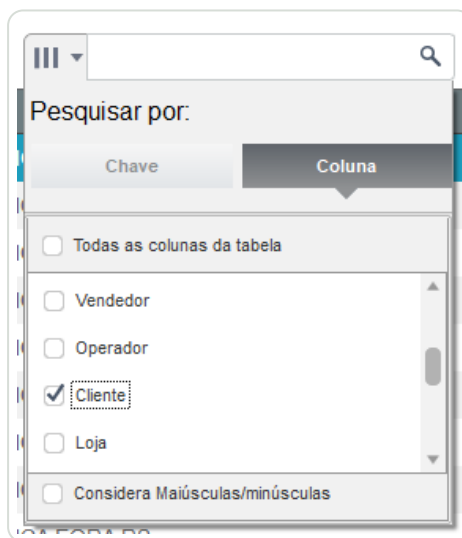 Pesquisar por:
Chave Coluna
Todas as colunas da tabela
Vendedor
Operador
Cliente
Loja
Considera Maiúsculas/minúsculas